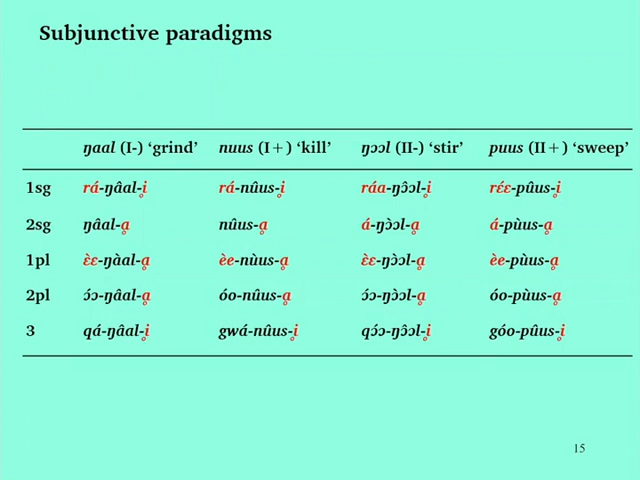 Subjunctive paradigms
ŋaal (I-) ‘grind’ nuus (I+) ‘kill’ ŋɔɔl (II-) ‘stir’ puus (II+) ‘sweep’
1sg rá-ŋâal-i̥ rá-nûus-i̥ ráa-ŋɔ̂ɔl-i̥ rɛ́ɛ-pûus-i̥
2sg ŋâal-ḁ nûus-ḁ á-ŋɔ̀ɔl-ḁ á-pùus-ḁ
1pl ɛ̀ɛ-ŋàal-ḁ èe-nùus-ḁ ɛ̀ɛ-ŋɔ̀ɔl-ḁ èe-pùus-ḁ
2pl ɔ́ɔ-ŋâal-ḁ óo-nûus-ḁ ɔ́ɔ-ŋɔ̀ɔl-ḁ óo-pùus-ḁ
3 qá-ŋâal-i̥ gwá-nûus-i̥ qɔ́ɔ-ŋɔ̂ɔl-i̥ góo-pûus-i̥
15